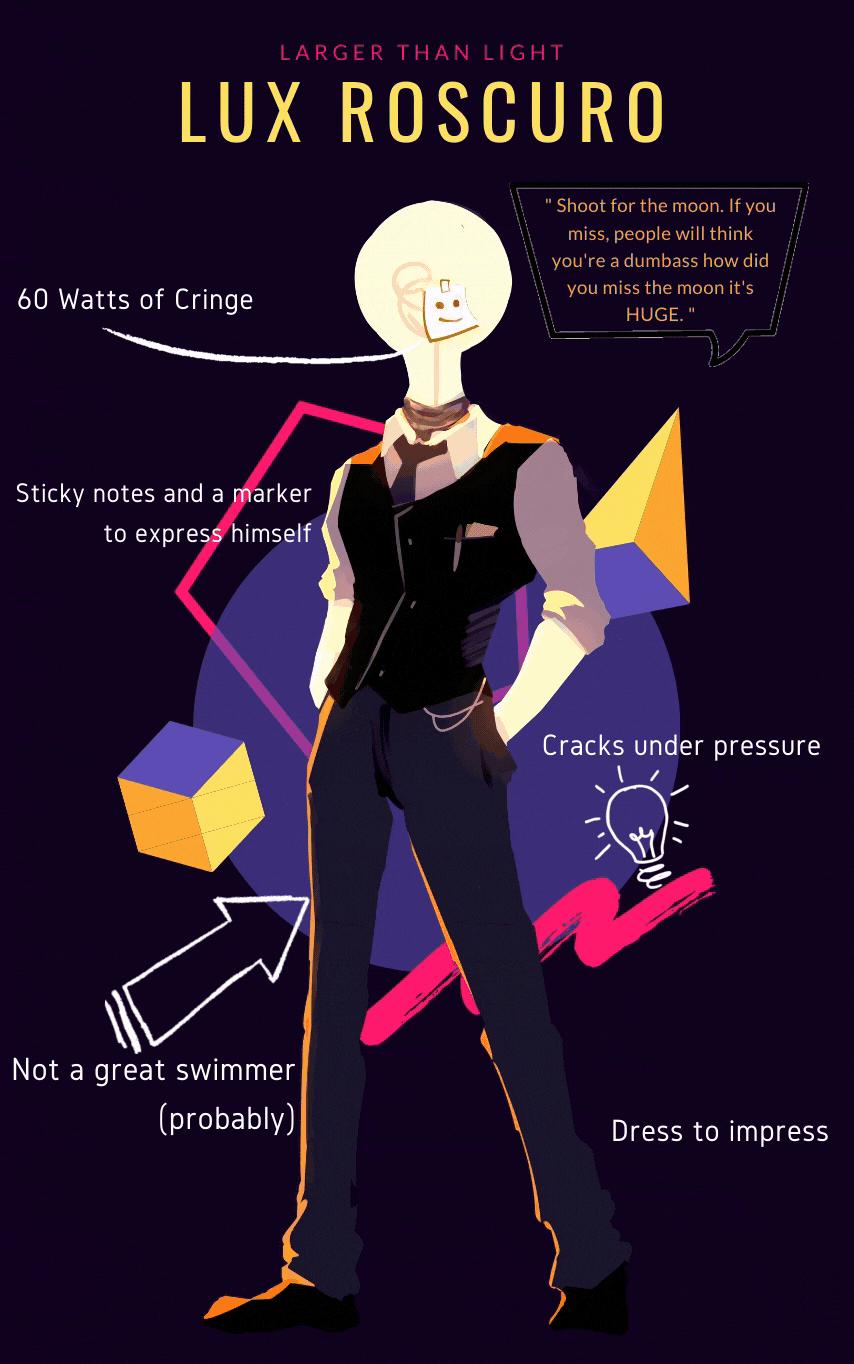 LARGER THAN LIGHT
LUX ROSCURO
" Shoot for the moon. If you
miss, people will think
you're a dumbass how did
you miss the moon it's
HUGE. "
60 Watts of Cringe
Sticky notes and a marker
to express himself
Cracks under pressure
Not a great swimmer
(probably)
Dress to impress